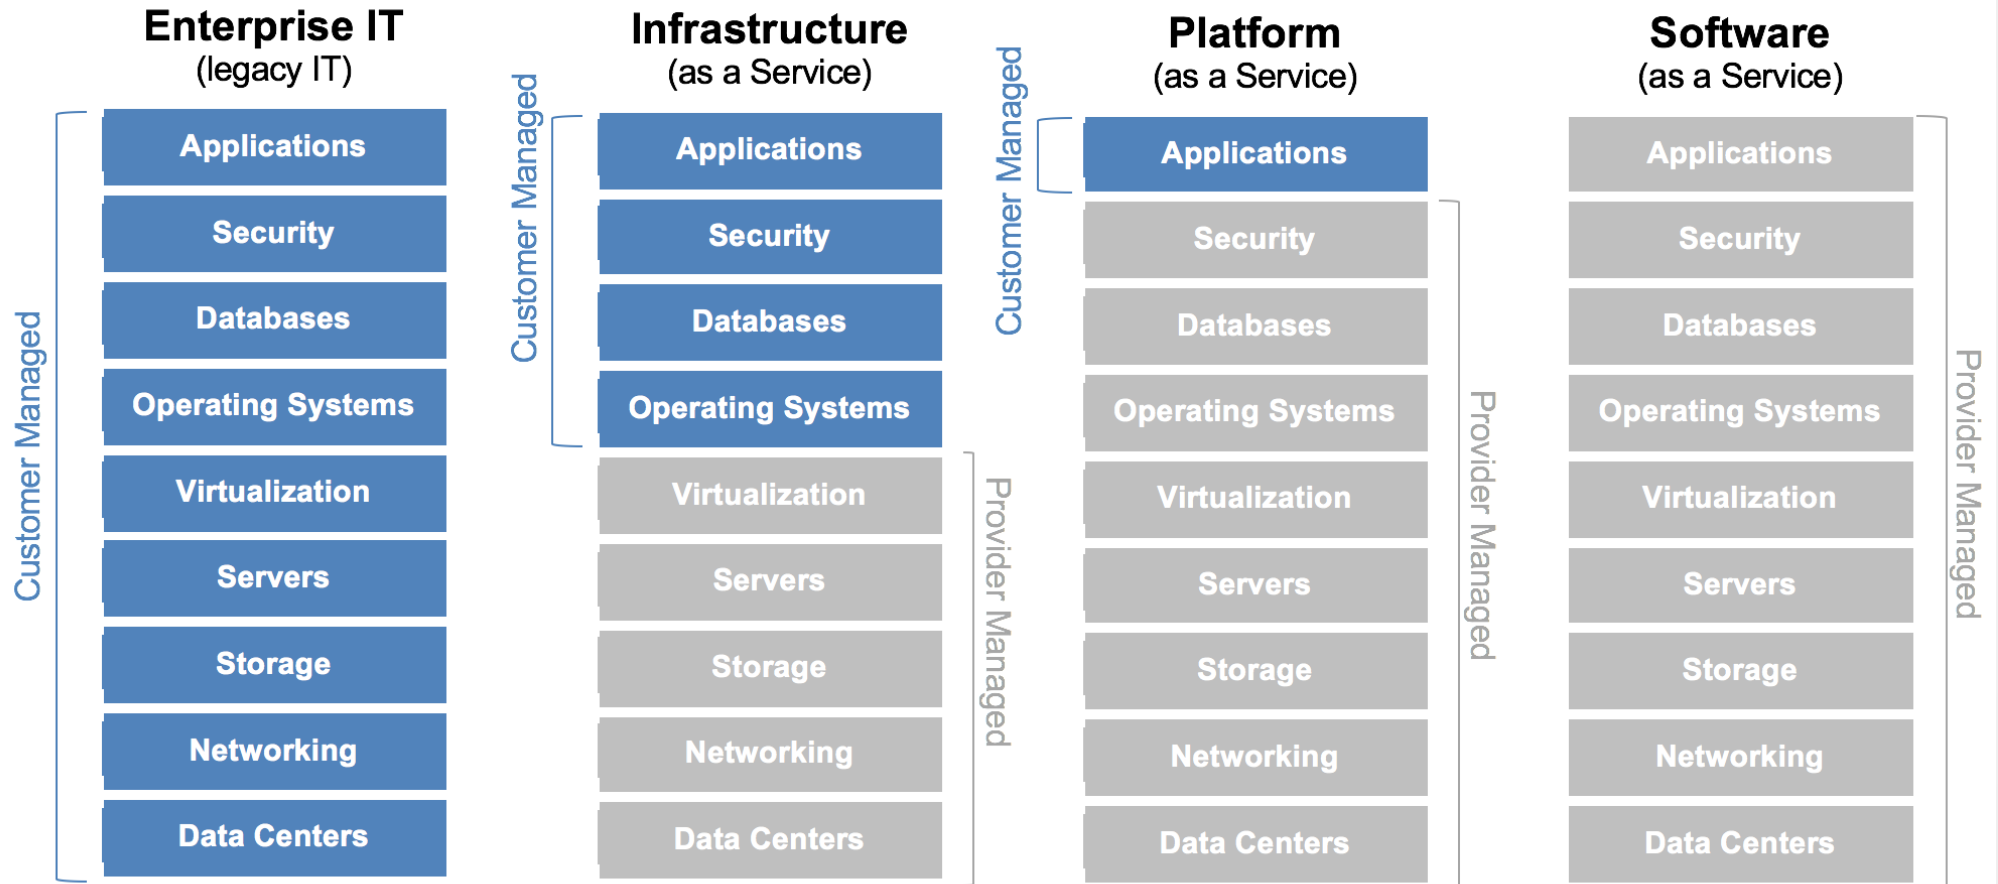 Enterprise IT
(legacy IT)
Customer Managed
Applications
Security
Databases
Operating Systems
Virtualization
Servers
Storage
Networking
Data Centers
Infrastructure
(as a Service)
Customer Managed
Applications
Security
Databases
Operating Systems
Virtualization
Servers
Storage
Networking
Data Centers
Provider Managed
Platform
(as a Service)
Customer Managed
Applications
Security
Databases
Operating Systems
Virtualization
Servers
Storage
Networking
Data Centers
Provider Managed
Software
(as a Service)
Applications
Security
Databases
Operating Systems
Virtualization
Servers
Storage
Networking
Data Centers
Provider Managed